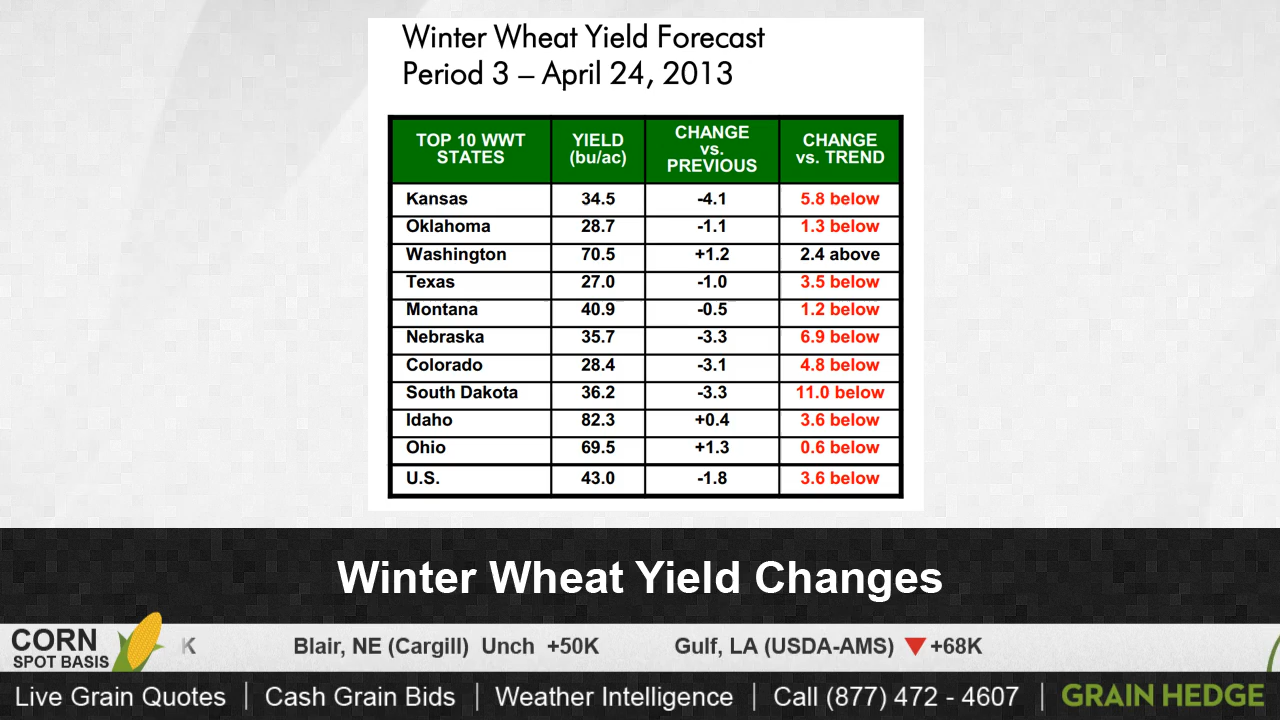 Winter Wheat Yield Forecast
Period 3 – April 24, 2013
TOP 10 WWT STATES YIELD (bu/ac) CHANGE vs. PREVIOUS CHANGE vs. TREND
Kansas 34.5 -4.1 5.8 below
Oklahoma 28.7 -1.1 1.3 below
Washington 70.5 +1.2 2.4 above
Texas 27.0 -1.0 3.5 below
Montana 40.9 -0.5 1.2 below
Nebraska 35.7 -3.3 6.9 below
Colorado 28.4 -3.1 4.8 below
South Dakota 36.2 -3.3 11.0 below
Idaho 82.3 +0.4 3.6 below
Ohio 69.5 +1.3 0.6 below
U.S. 43.0 -1.8 3.6 below
Winter Wheat Yield Changes
CORN
SPOT BASIS
K Blair, NE (Cargill) Unch +50K Gulf, LA (USDA-AMS) +68K
Live Grain Quotes | Cash Grain Bids | Weather Intelligence | Call (877) 472 - 4607 | GRAIN HEDGE